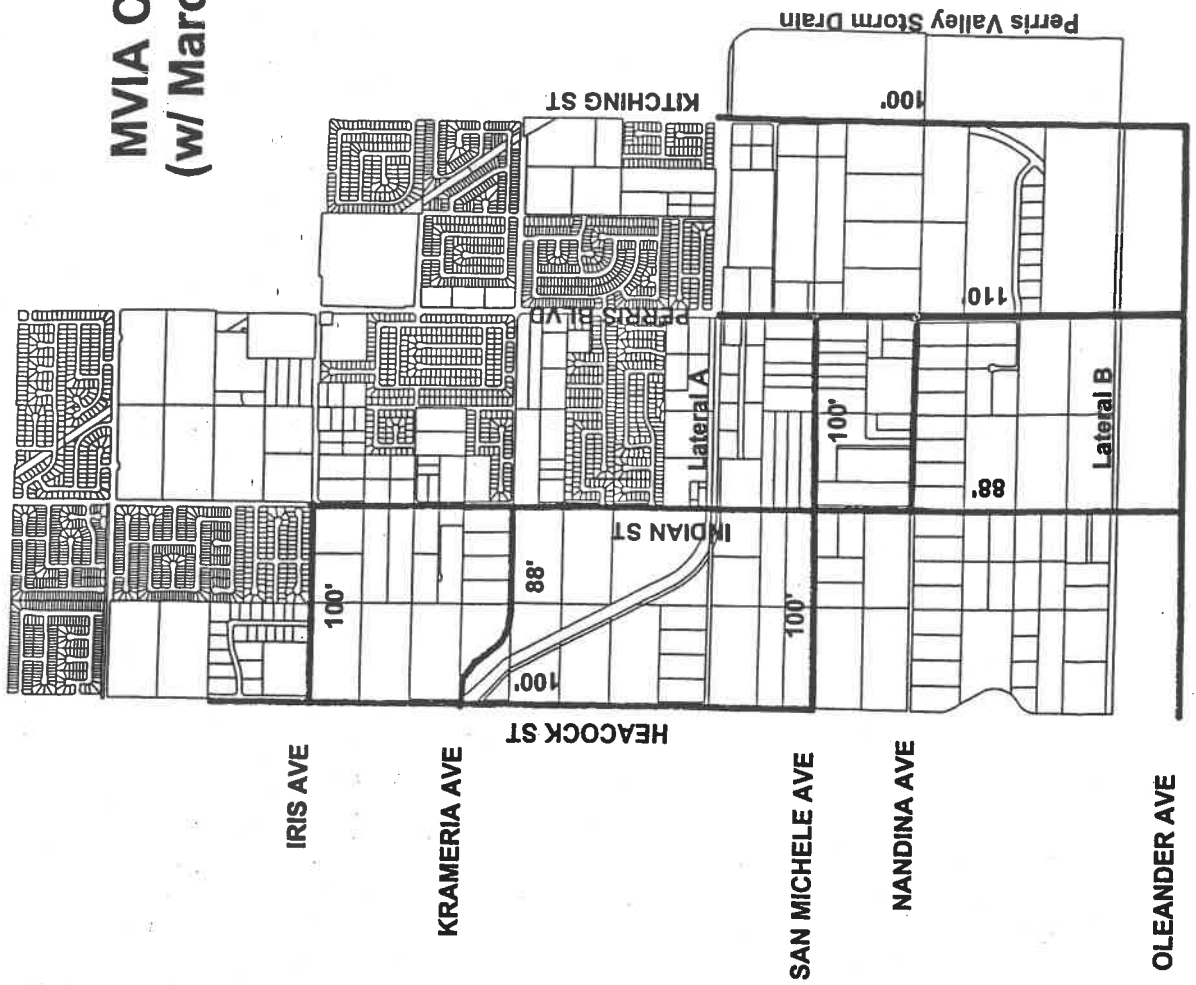 MVIA C
(w/ Marc
Perris Valley Storm Drain
KITCHING ST
100'
110'
PERRIS BLVD
Lateral A
100'
88'
Lateral B
INDIAN ST
100'
88'
100'
100'
HEACOCK ST
IRIS AVE
KRAMERIA AVE
SAN MICHELE AVE
NANDINA AVE
OLEANDER AVE